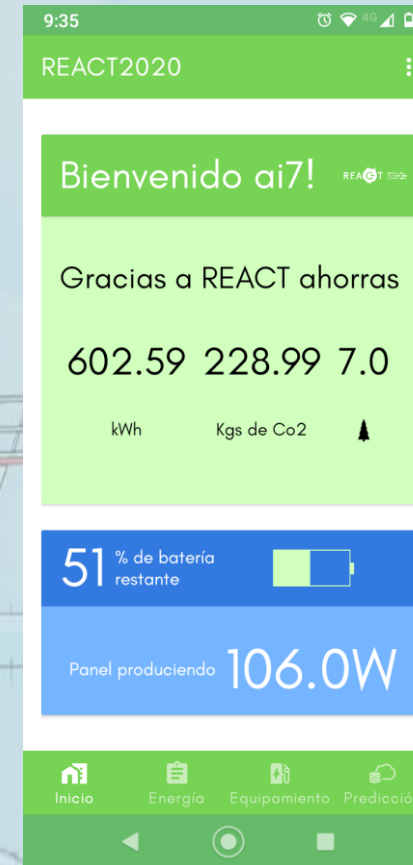 9:35
4G
REACT2020
Bienvenido ai7!
REACT
Gracias a REACT ahorras
602.59 228.99 7.0
kWh Kgs de Co2
51 % de batería
restante
Panel produciendo 106.0W
Inicio Energía Equipamiento Predicció